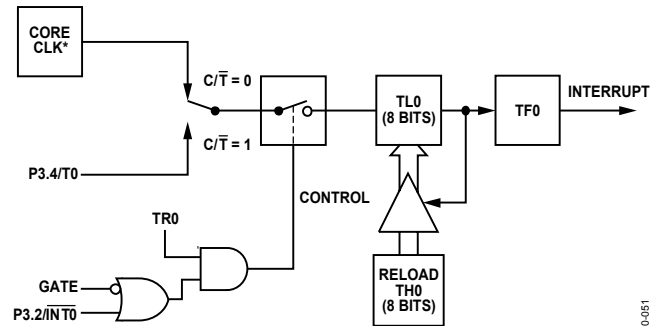 CORE
CLK*
C/T̅ = 0
C/T̅ = 1
P3.4/T0
TL0
(8 BITS)
TF0
INTERRUPT
CONTROL
TR0
GATE
P3.2/I̅N̅T̅0̅
RELOAD
TH0
(8 BITS)
0-051